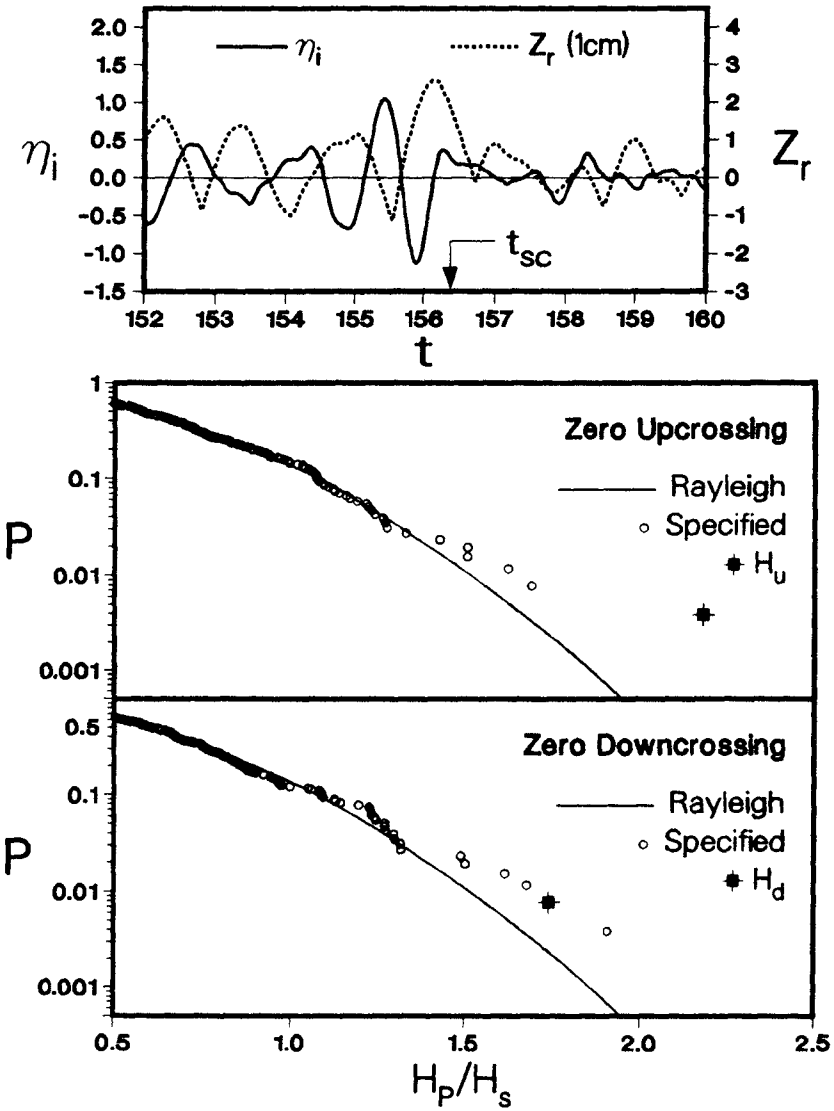 η_i Z_r (1cm)
2.0 4
1.5 3
1.0 2
0.5 1
0.0 0
-0.5 -1
-1.0 -2
-1.5 -3
η_i Z_r
t_sc
152 153 154 155 156 157 158 159 160
t
1
0.1
0.01
0.001
P
Zero Upcrossing
Rayleigh
Specified
H_u
0.5
0.1
0.01
0.001
P
Zero Downcrossing
Rayleigh
Specified
H_d
0.5 1.0 1.5 2.0 2.5
H_P/H_s